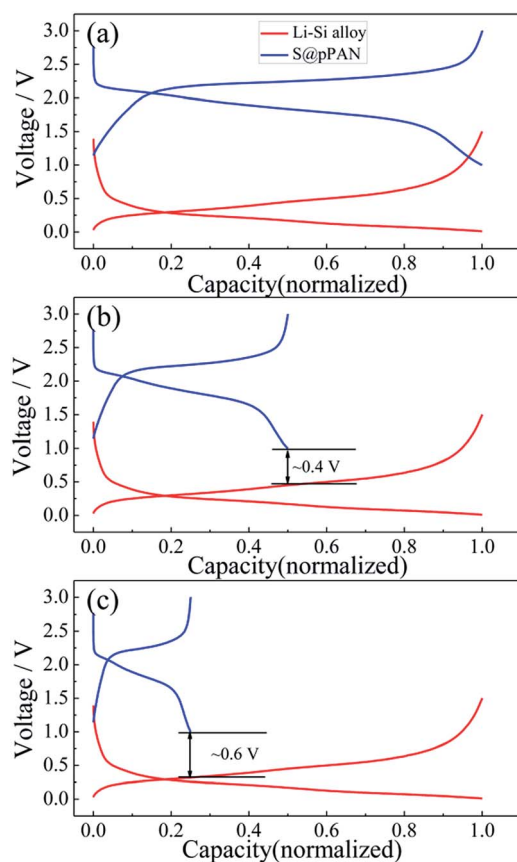 (a)
Li-Si alloy
S@pPAN
3.0
2.5
2.0
1.5
1.0
0.5
0.0
Voltage / V
0.0 0.2 0.4 0.6 0.8 1.0
Capacity(normalized)
(b)
3.0
2.5
2.0
1.5
1.0
0.5
0.0
Voltage / V
~0.4 V
0.0 0.2 0.4 0.6 0.8 1.0
Capacity(normalized)
(c)
3.0
2.5
2.0
1.5
1.0
0.5
0.0
Voltage / V
~0.6 V
0.0 0.2 0.4 0.6 0.8 1.0
Capacity(normalized)